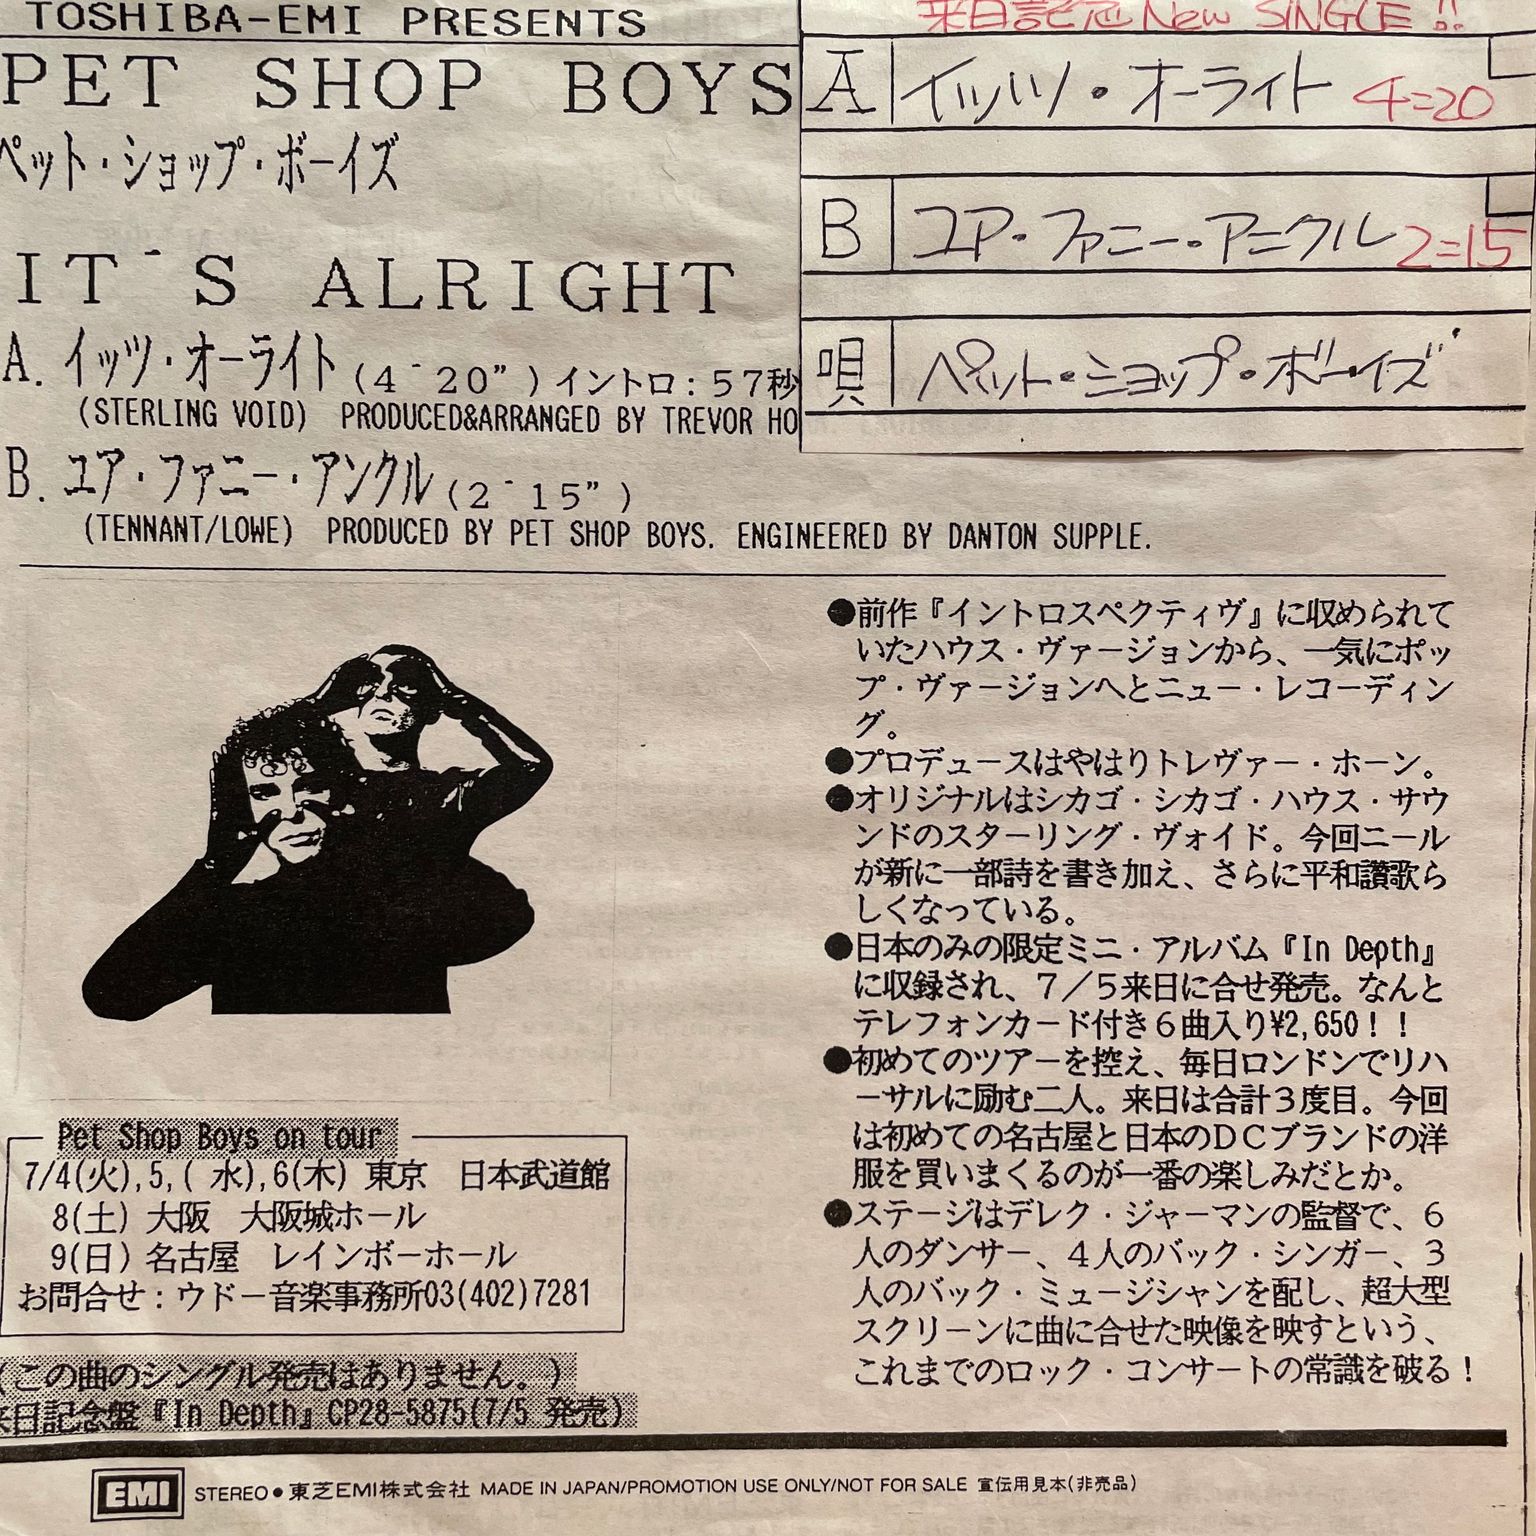 TOSHIBA-EMI PRESENTS
PET SHOP BOYS
ペット・ショップ・ボーイズ
IT´S ALRIGHT
A. イッツ・オーライト (4´20”) イントロ：57秒
(STERLING VOID) PRODUCED&ARRANGED BY TREVOR HO
B. ユア・ファニー・アンクル (2´15”)
(TENNANT/LOWE) PRODUCED BY PET SHOP BOYS. ENGINEERED BY DANTON SUPPLE.
来日記念 New SINGLE!!
A イッツ・オーライト 4=20
B ユア・ファニー・アニクル 2=15
唄 ペット・ショップ・ボーイズ
●前作『イントロスペクティヴ』に収められて
いたハウス・ヴァージョンから、一気にポッ
プ・ヴァージョンへとニュー・レコーディン
グ。
●プロデュースはやはりトレヴァー・ホーン。
●オリジナルはシカゴ・シカゴ・ハウス・サウ
ンドのスターリング・ヴォイド。今回ニール
が新に一部詩を書き加え、さらに平和讃歌ら
しくなっている。
●日本のみの限定ミニ・アルバム『In Depth』
に収録され、7／5来日に合せ発売。なんと
テレフォンカード付き6曲入り¥2,650！！
●初めてのツアーを控え、毎日ロンドンでリハ
ーサルに励む二人。来日は合計3度目。今回
は初めての名古屋と日本のDCブランドの洋
服を買いまくるのが一番の楽しみだとか。
●ステージはデレク・ジャーマンの監督で、6
人のダンサー、4人のバック・シンガー、3
人のバック・ミュージシャンを配し、超大型
スクリーンに曲に合せた映像を映すという、
これまでのロック・コンサートの常識を破る！
Pet Shop Boys on tour
7/4(火),5,( 水),6(木) 東京 日本武道館
8(土) 大阪 大阪城ホール
9(日) 名古屋 レインボーホール
お問合せ：ウドー音楽事務所03(402)7281
(この曲のシングル発売はありません。)
来日記念盤『In Depth』CP28-5875(7/5 発売)
EMI STEREO●東芝EMI株式会社 MADE IN JAPAN/PROMOTION USE ONLY/NOT FOR SALE 宣伝用見本(非売品)